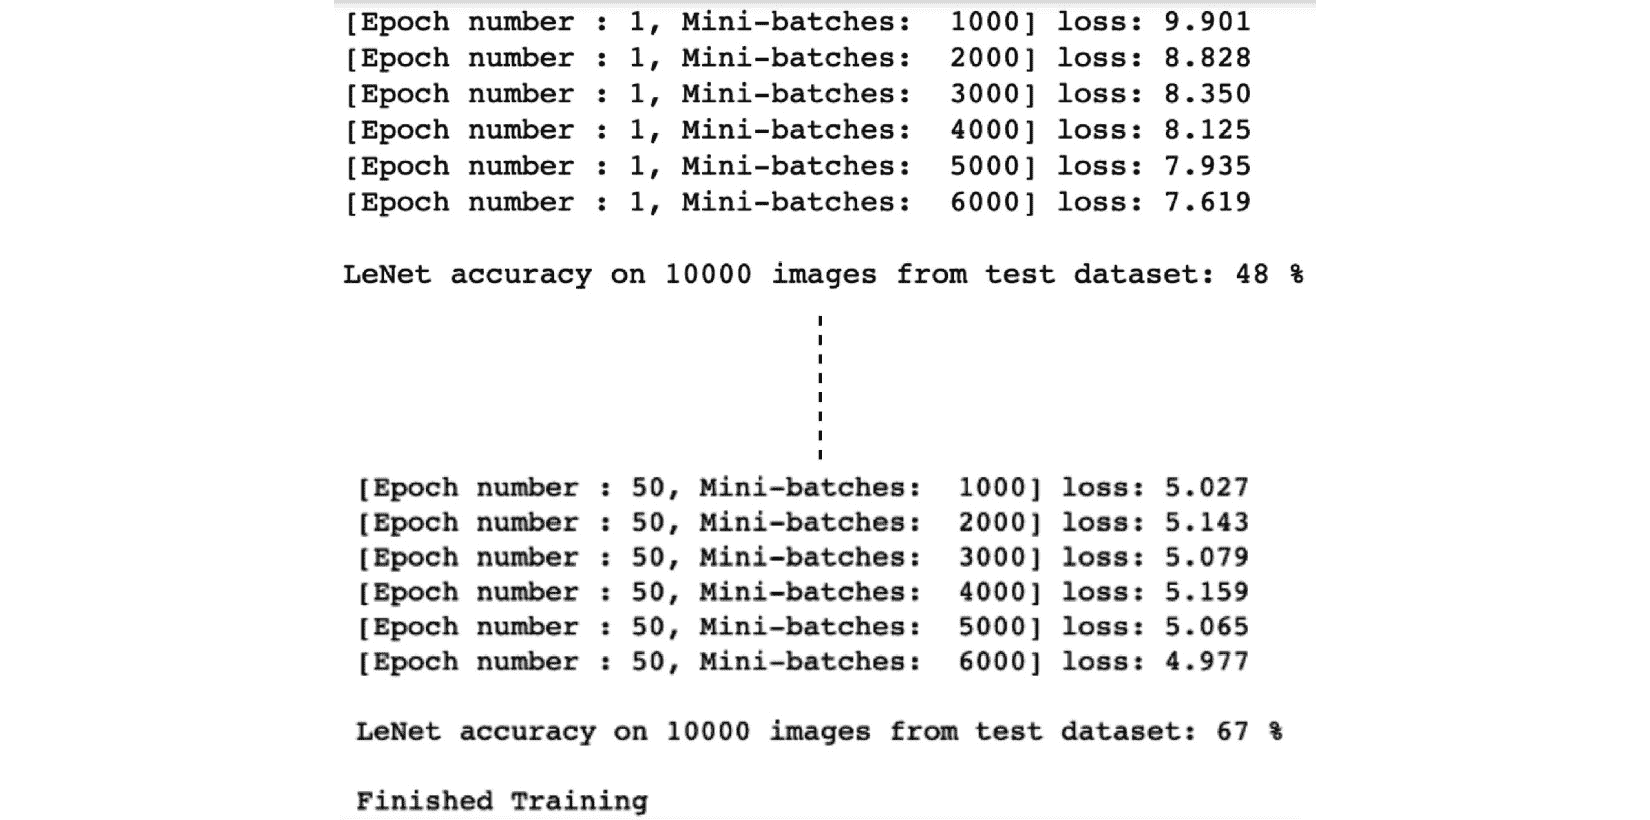 [Epoch number : 1, Mini-batches:  1000] loss: 9.901
[Epoch number : 1, Mini-batches:  2000] loss: 8.828
[Epoch number : 1, Mini-batches:  3000] loss: 8.350
[Epoch number : 1, Mini-batches:  4000] loss: 8.125
[Epoch number : 1, Mini-batches:  5000] loss: 7.935
[Epoch number : 1, Mini-batches:  6000] loss: 7.619
LeNet accuracy on 10000 images from test dataset: 48 %
[Epoch number : 50, Mini-batches:  1000] loss: 5.027
[Epoch number : 50, Mini-batches:  2000] loss: 5.143
[Epoch number : 50, Mini-batches:  3000] loss: 5.079
[Epoch number : 50, Mini-batches:  4000] loss: 5.159
[Epoch number : 50, Mini-batches:  5000] loss: 5.065
[Epoch number : 50, Mini-batches:  6000] loss: 4.977
LeNet accuracy on 10000 images from test dataset: 67 %
Finished Training